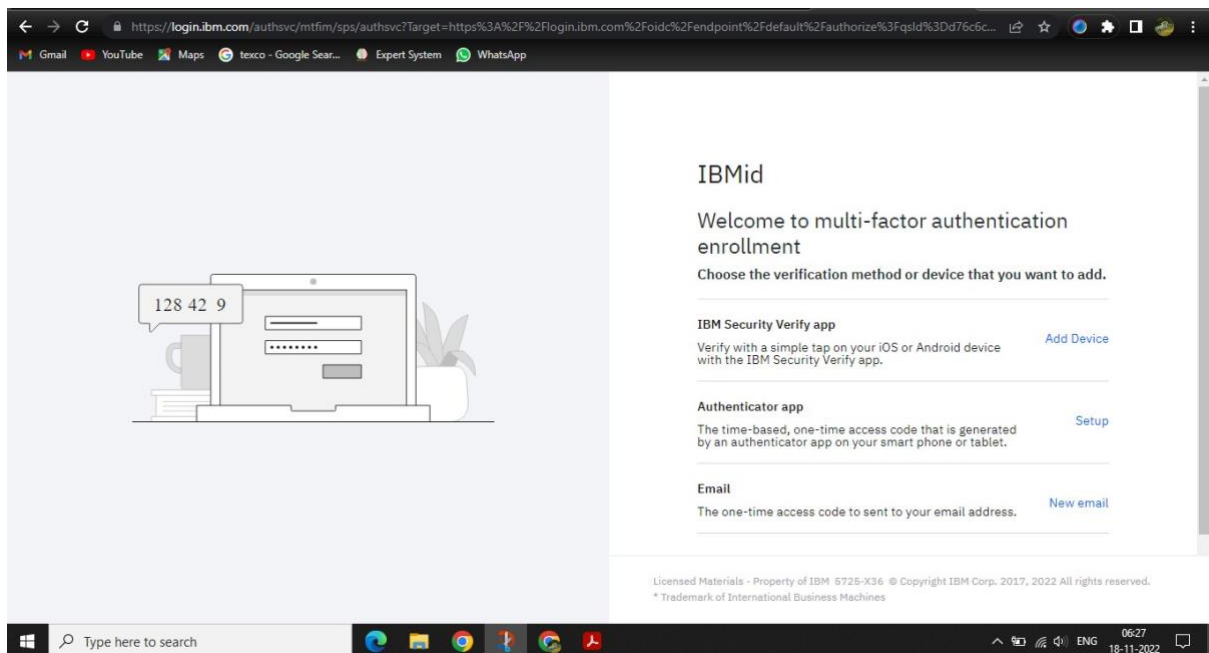 https://login.ibm.com/authsvc/mtfim/sps/authsvc?Target=https%3A%2F%2Flogin.ibm.com%2Foidc%2Fendpoint%2Fdefault%2Fauthorize%3FqsId%3Dd76c6c...
Gmail YouTube Maps texco - Google Sear... Expert System WhatsApp
128 42 9
IBMid
Welcome to multi-factor authentication
enrollment
Choose the verification method or device that you want to add.
IBM Security Verify app
Verify with a simple tap on your iOS or Android device
with the IBM Security Verify app.
Add Device
Authenticator app
The time-based, one-time access code that is generated
by an authenticator app on your smart phone or tablet.
Setup
Email
The one-time access code to sent to your email address.
New email
Licensed Materials - Property of IBM 5725-X36 © Copyright IBM Corp. 2017, 2022 All rights reserved.
* Trademark of International Business Machines
Type here to search
ENG
06:27
18-11-2022